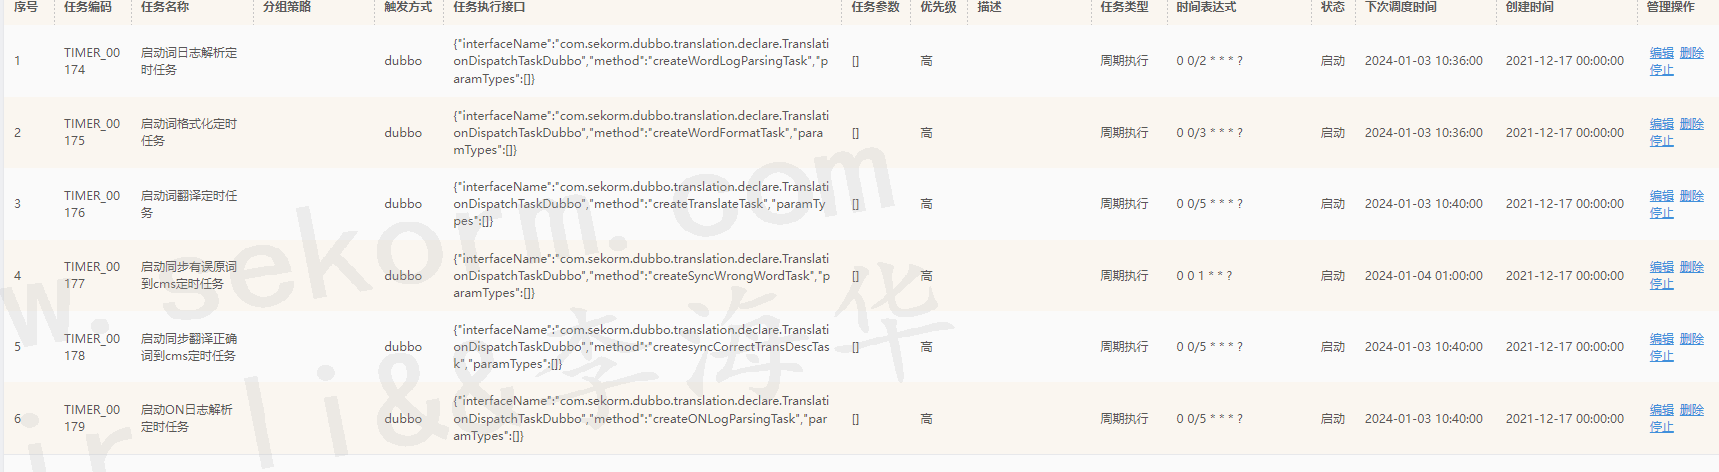 序号 任务编码 任务名称 分组策略 触发方式 任务执行接口 任务参数 优先级 描述 任务类型 时间表达式 状态 下次调度时间 创建时间 管理操作
1 TIMER_00174 启动词日志解析定时任务 dubbo {"interfaceName":"com.sekorm.dubbo.translation.declare.TranslationDispatchTaskDubbo","method":"createWordLogParsingTask","paramTypes":[]} [] 高 周期执行 0 0/2 * * * ? 启动 2024-01-03 10:36:00 2021-12-17 00:00:00 编辑 删除 停止
2 TIMER_00175 启动词格式化定时任务 dubbo {"interfaceName":"com.sekorm.dubbo.translation.declare.TranslationDispatchTaskDubbo","method":"createWordFormatTask","paramTypes":[]} [] 高 周期执行 0 0/3 * * * ? 启动 2024-01-03 10:36:00 2021-12-17 00:00:00 编辑 删除 停止
3 TIMER_00176 启动词翻译定时任务 dubbo {"interfaceName":"com.sekorm.dubbo.translation.declare.TranslationDispatchTaskDubbo","method":"createTranslateTask","paramTypes":[]} [] 高 周期执行 0 0/5 * * * ? 启动 2024-01-03 10:40:00 2021-12-17 00:00:00 编辑 删除 停止
4 TIMER_00177 启动同步有误原词到cms定时任务 dubbo {"interfaceName":"com.sekorm.dubbo.translation.declare.TranslationDispatchTaskDubbo","method":"createSyncWrongWordTask","paramTypes":[]} [] 高 周期执行 0 0 1 * * ? 启动 2024-01-04 01:00:00 2021-12-17 00:00:00 编辑 删除 停止
5 TIMER_00178 启动同步翻译正确词到cms定时任务 dubbo {"interfaceName":"com.sekorm.dubbo.translation.declare.TranslationDispatchTaskDubbo","method":"createsyncCorrectTransDescTask","paramTypes":[]} [] 高 周期执行 0 0/5 * * * ? 启动 2024-01-03 10:40:00 2021-12-17 00:00:00 编辑 删除 停止
6 TIMER_00179 启动ON日志解析定时任务 dubbo {"interfaceName":"com.sekorm.dubbo.translation.declare.TranslationDispatchTaskDubbo","method":"createONLogParsingTask","paramTypes":[]} [] 高 周期执行 0 0/5 * * * ? 启动 2024-01-03 10:40:00 2021-12-17 00:00:00 编辑 删除 停止
w.sekorm.com
ir li&&李海华